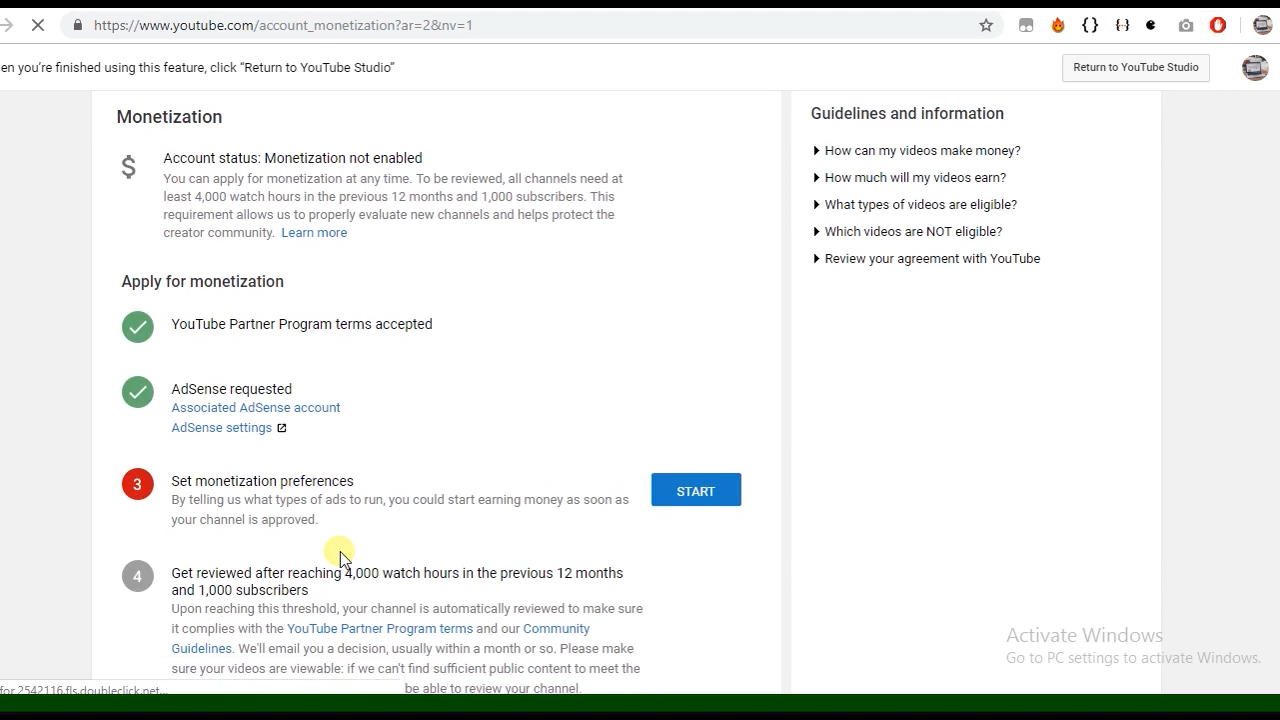 https://www.youtube.com/account_monetization?ar=2&nv=1
en you're finished using this feature, click "Return to YouTube Studio"
Return to YouTube Studio
Monetization
Account status: Monetization not enabled
You can apply for monetization at any time. To be reviewed, all channels need at
least 4,000 watch hours in the previous 12 months and 1,000 subscribers. This
requirement allows us to properly evaluate new channels and helps protect the
creator community. Learn more
Apply for monetization
YouTube Partner Program terms accepted
AdSense requested
Associated AdSense account
AdSense settings
3
Set monetization preferences
By telling us what types of ads to run, you could start earning money as soon as
your channel is approved.
START
4
Get reviewed after reaching 4,000 watch hours in the previous 12 months
and 1,000 subscribers
Upon reaching this threshold, your channel is automatically reviewed to make sure
it complies with the YouTube Partner Program terms and our Community
Guidelines. We'll email you a decision, usually within a month or so. Please make
sure your videos are viewable: if we can't find sufficient public content to meet the
be able to review your channel.
for 2542116.fls.doubleclick.net...
Guidelines and information
How can my videos make money?
How much will my videos earn?
What types of videos are eligible?
Which videos are NOT eligible?
Review your agreement with YouTube
Activate Windows
Go to PC settings to activate Windows.